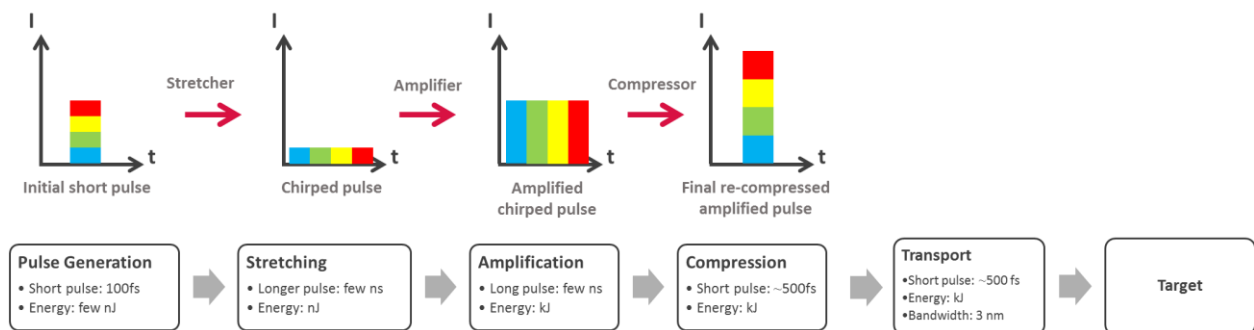 I
I
I
I
Stretcher
Amplifier
Compressor
t
t
t
t
Initial short pulse
Chirped pulse
Amplified
chirped pulse
Final re-compressed
amplified pulse
Pulse Generation
• Short pulse: 100fs
• Energy: few nJ
Stretching
• Longer pulse: few ns
• Energy: nJ
Amplification
• Long pulse: few ns
• Energy: kJ
Compression
• Short pulse: ~500fs
• Energy: kJ
Transport
•Short pulse: ~500 fs
•Energy: kJ
•Bandwidth: 3 nm
Target